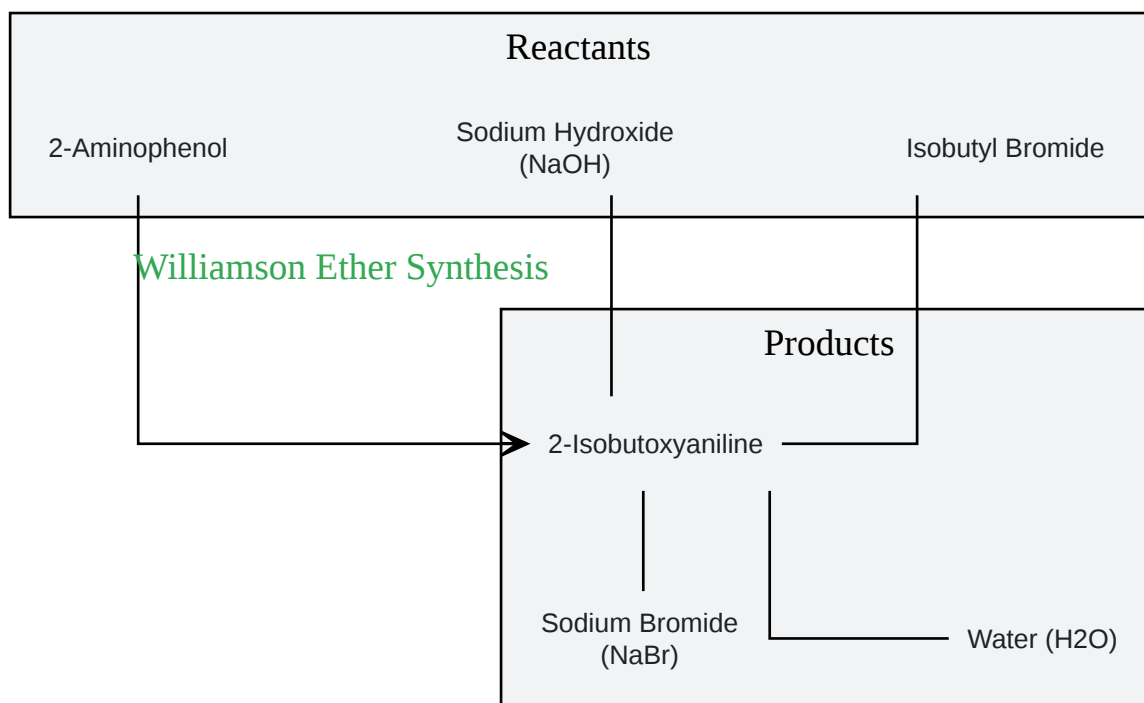 Reactants
2-Aminophenol
Sodium Hydroxide
(NaOH)
Isobutyl Bromide
Williamson Ether Synthesis
Products
2-Isobutoxyaniline
Sodium Bromide
(NaBr)
Water (H2O)